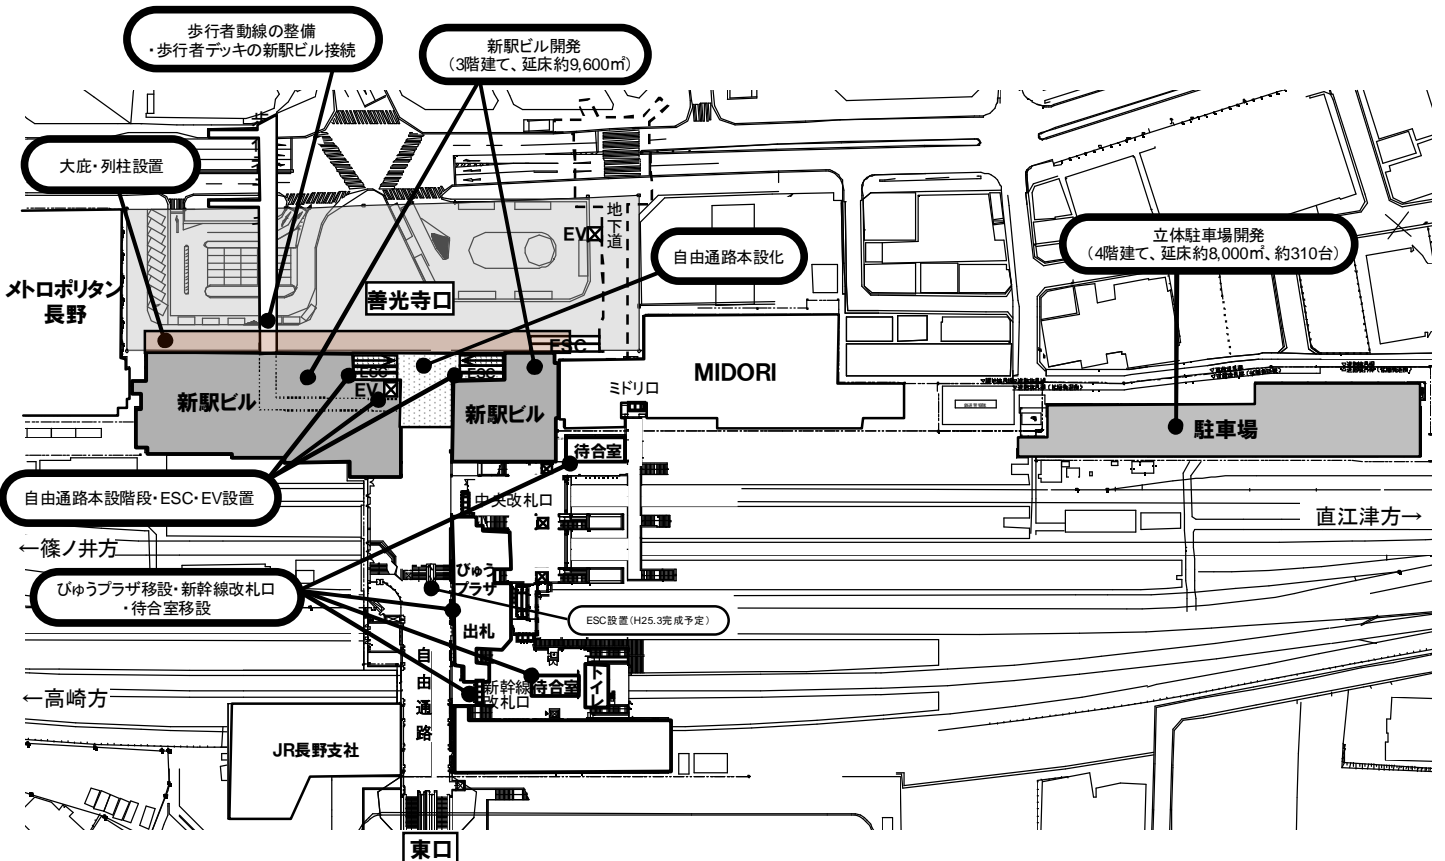 歩行者動線の整備
・歩行者デッキの新駅ビル接続
新駅ビル開発
(3階建て、延床約9,600㎡)
大庇・列柱設置
地下道
EV
自由通路本設化
立体駐車場開発
(4階建て、延床約8,000㎡、約310台)
メトロポリタン
長野
善光寺口
ESC
ESC
ESC
EV
MIDORI
ミドリ口
新駅ビル
新駅ビル
駐車場
待合室
自由通路本設階段・ESC・EV設置
中央改札口
直江津方→
←篠ノ井方
びゅう
プラザ
びゅうプラザ移設・新幹線改札口
・待合室移設
ESC設置(H25.3完成予定)
出札
自由通路
新幹線
改札口
待合室
トイレ
←高崎方
JR長野支社
東口